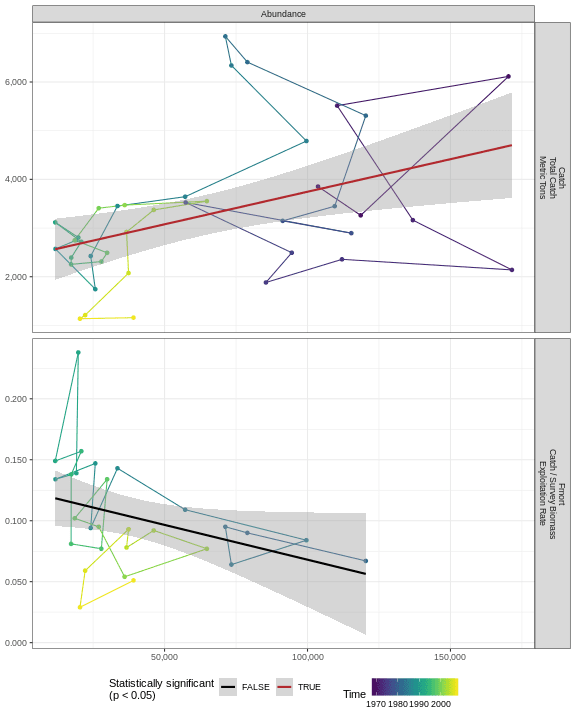 Abundance
6,000
4,000
2,000
Catch
Total Catch
Metric Tons
0.200
0.150
0.100
0.050
0.000
Fmort
Catch / Survey Biomass
Exploitation Rate
50,000
100,000
150,000
Statistically significant
(p < 0.05)
FALSE
TRUE
Time
1970 1980 1990 2000